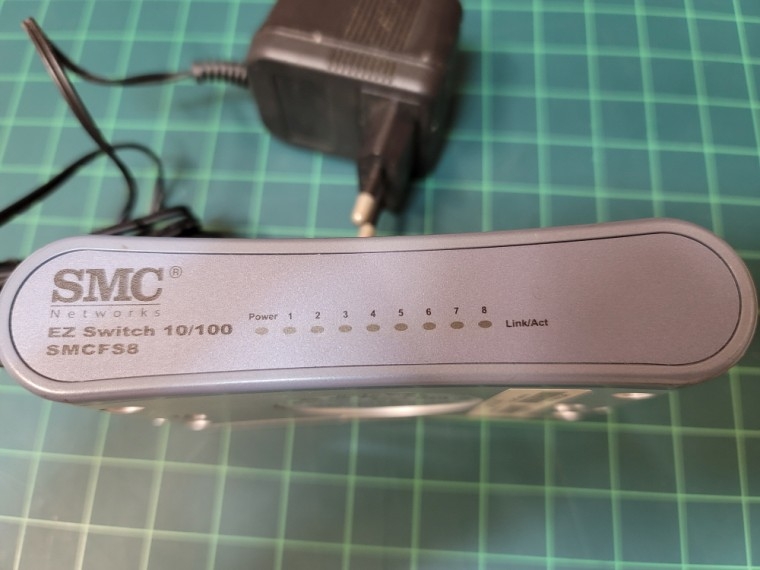 SMC®
Networks
EZ Switch 10/100
SMCFS8
Power 1 2 3 4 5 6 7 8 Link/Act